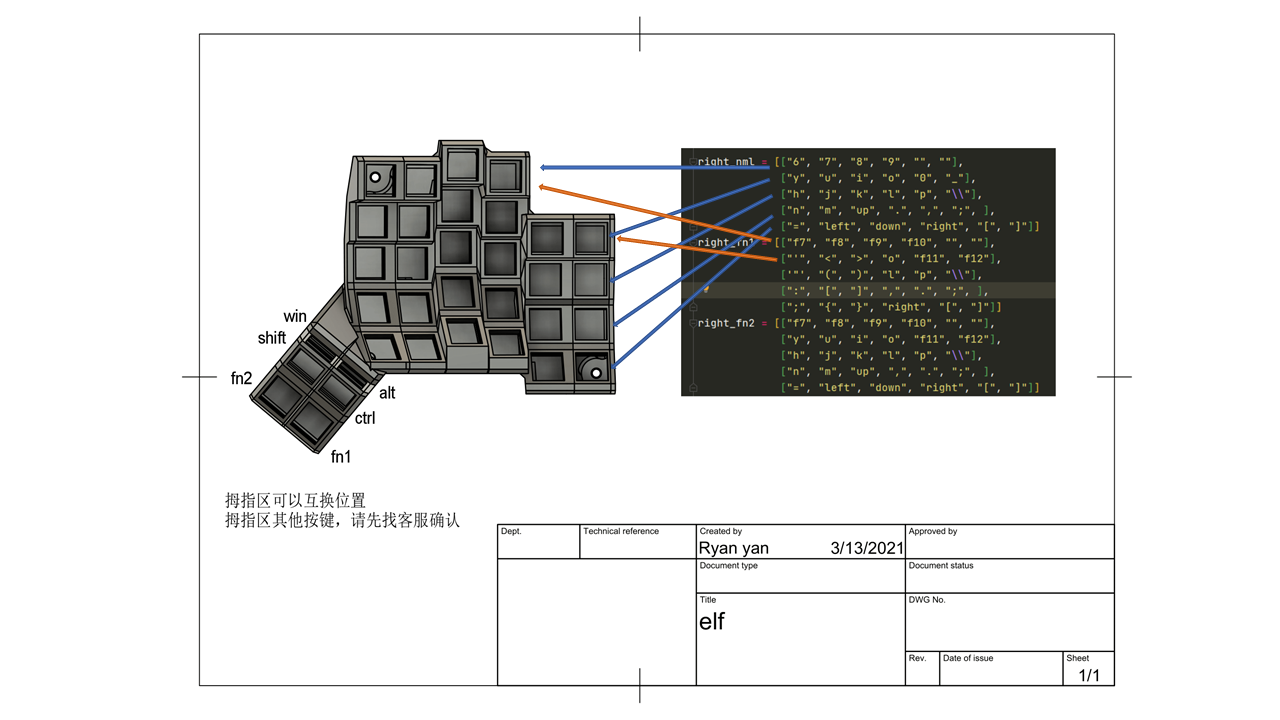 right_nml = [["6", "7", "8", "9", "", ""],
["y", "u", "i", "o", "0", "_"],
["h", "j", "k", "l", "p", "\\"],
["n", "m", "up", ".", ",", ";", ],
["=", "left", "down", "right", "[", "]"]]
right_fn1 = [["f7", "f8", "f9", "f10", "", ""],
["'", "<", ">", "o", "f11", "f12"],
['"', "(", ")", "l", "p", "\\"],
[":", "[", "]", ",", ".", ";", ],
[";", "{", "}", "right", "[", "]"]]
right_fn2 = [["f7", "f8", "f9", "f10", "", ""],
["y", "u", "i", "o", "f11", "f12"],
["h", "j", "k", "l", "p", "\\"],
["n", "m", "up", ",", ".", ";", ],
["=", "left", "down", "right", "[", "]"]]
win
shift
fn2
alt
ctrl
fn1
拇指区可以互换位置
拇指区其他按键，请先找客服确认
Dept.
Technical reference
Created by
Ryan yan 3/13/2021
Approved by
Document type
Document status
Title
elf
DWG No.
Rev.
Date of issue
Sheet
1/1